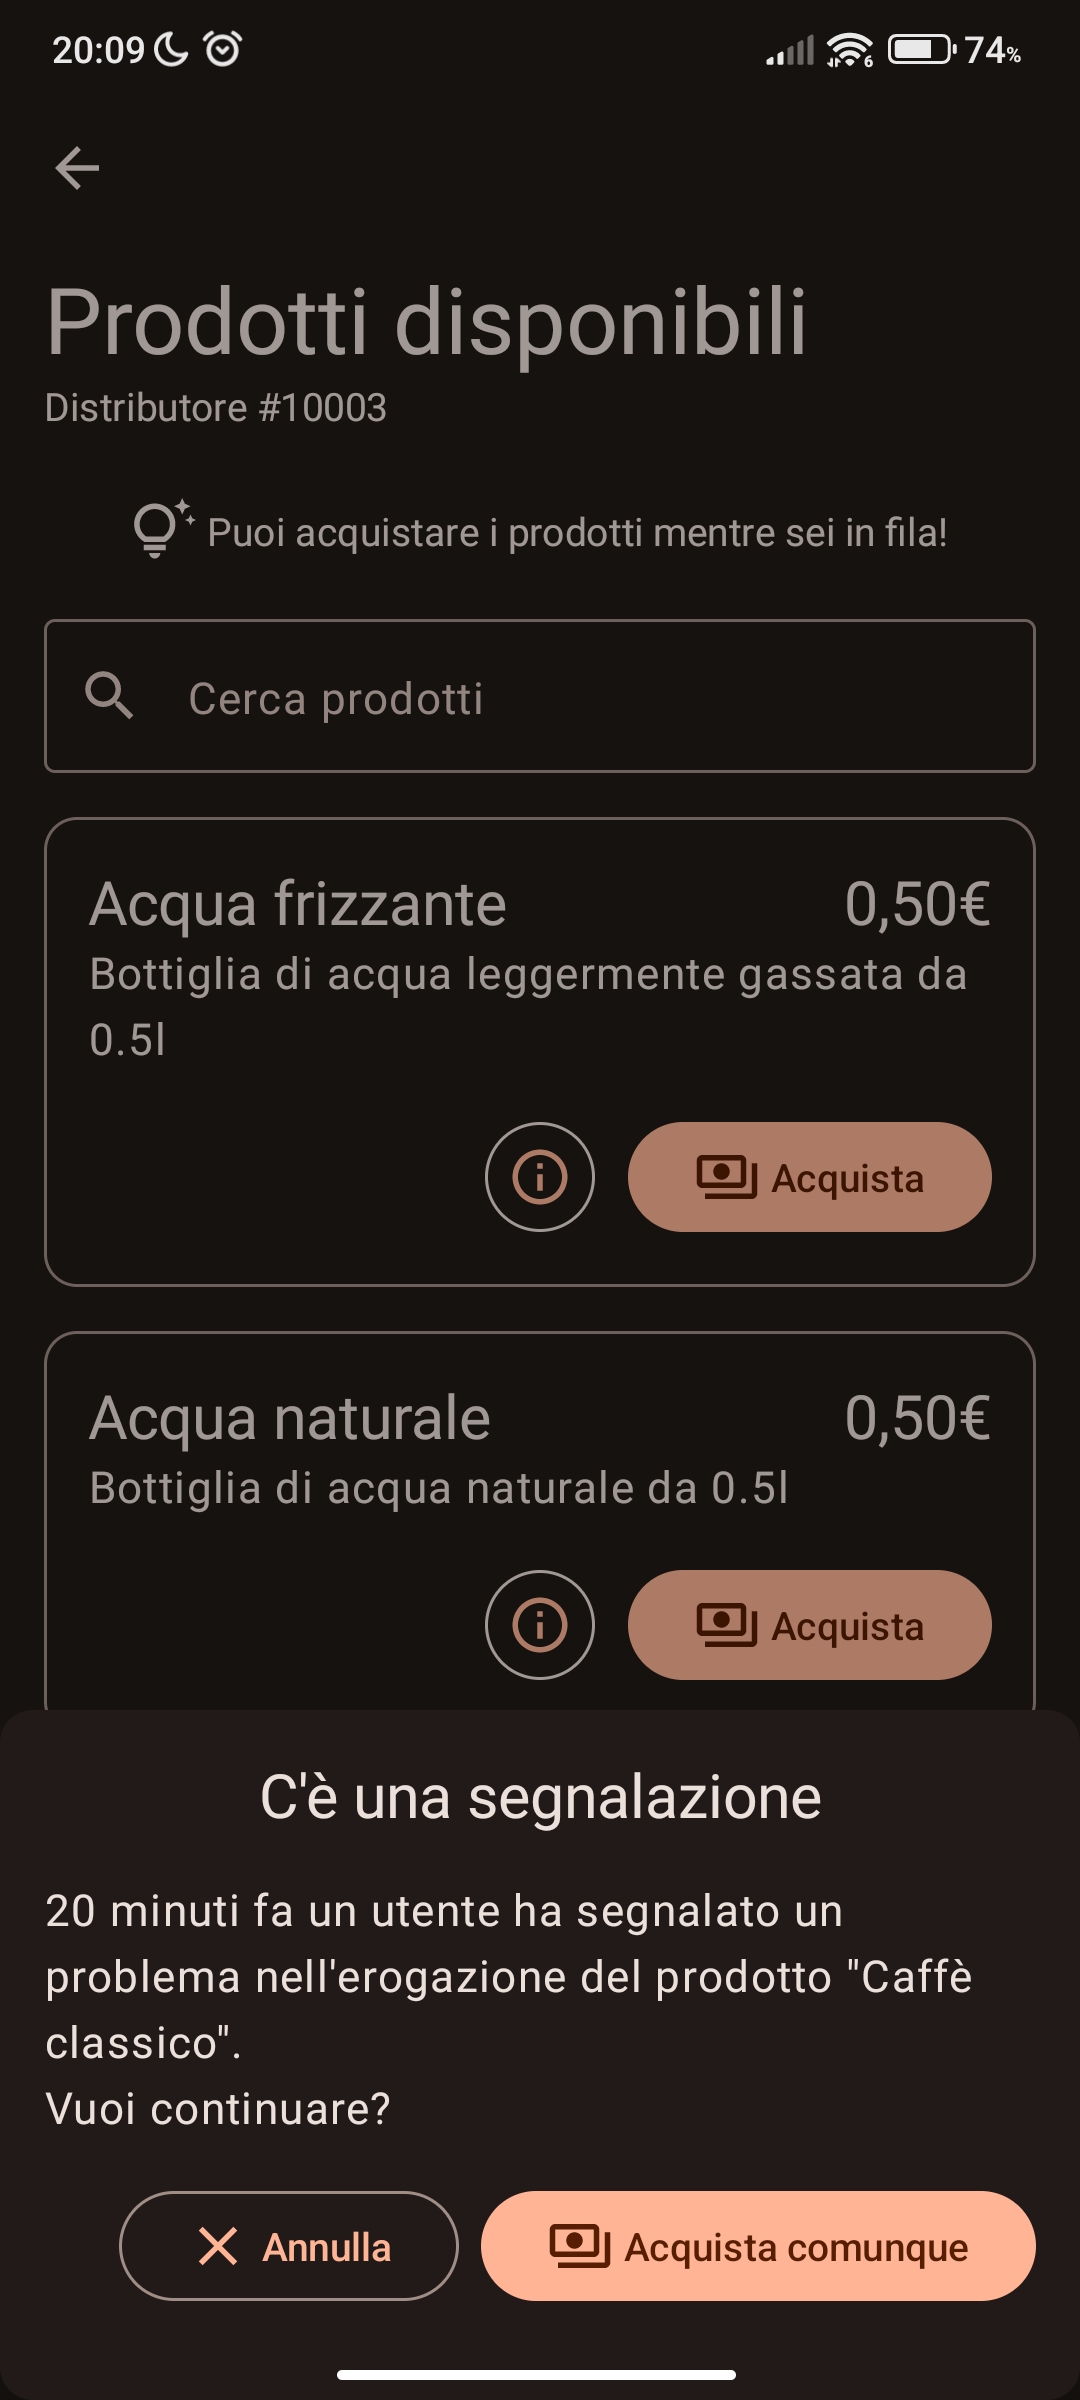 20:09
6
74%
Prodotti disponibili
Distributore #10003
Puoi acquistare i prodotti mentre sei in fila!
Cerca prodotti
Acqua frizzante 0,50€
Bottiglia di acqua leggermente gassata da
0.5l
Acquista
Acqua naturale 0,50€
Bottiglia di acqua naturale da 0.5l
Acquista
C'è una segnalazione
20 minuti fa un utente ha segnalato un
problema nell'erogazione del prodotto "Caffè
classico".
Vuoi continuare?
Annulla Acquista comunque